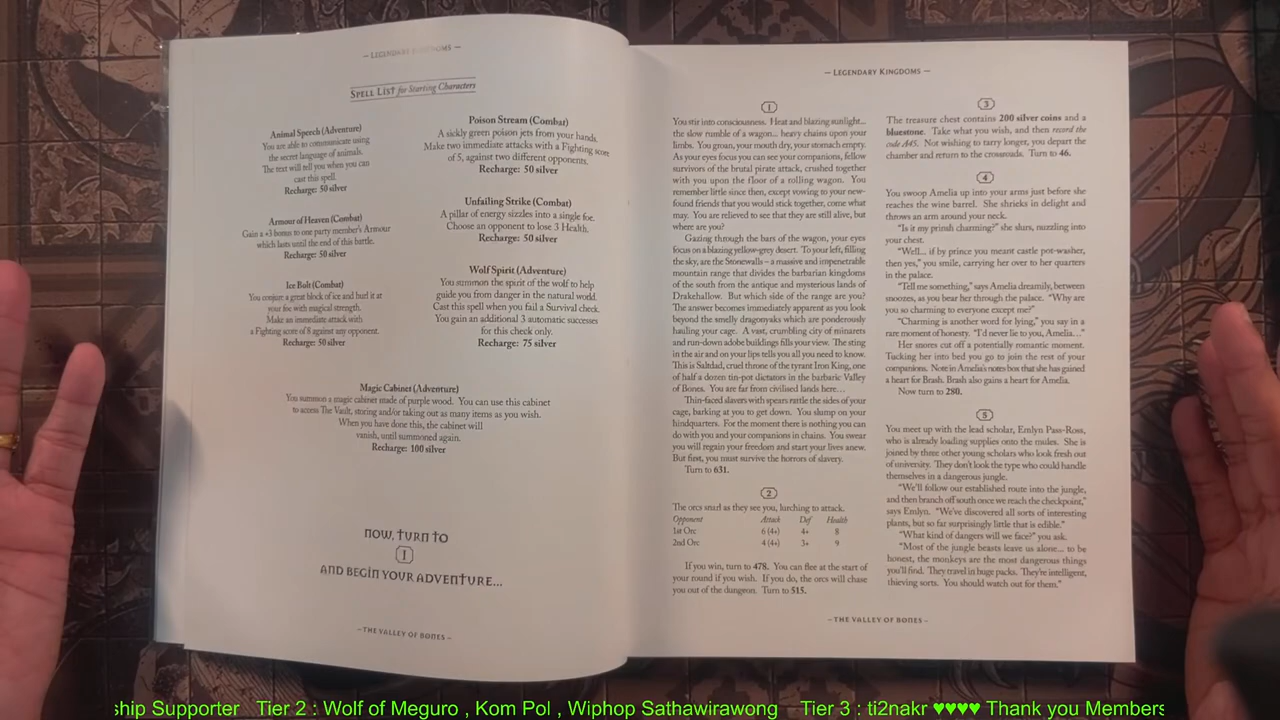 – LEGENDARY KINGDOMS –
SPELL LIST for Starting Characters
Animal Speech (Adventure)
You are able to communicate using
the secret language of animals.
The text will tell you when you can
cast this spell.
Recharge: 50 silver
Armour of Heaven (Combat)
Gain a +3 bonus to one party member's Armour
which lasts until the end of this battle.
Recharge: 50 silver
Ice Bolt (Combat)
You conjure a great block of ice and hurl it at
your foe with magical strength.
Make an immediate attack with
a Fighting score of 8 against any opponent.
Recharge: 50 silver
Poison Stream (Combat)
A sickly green poison jets from your hands.
Make two immediate attacks with a Fighting score
of 5, against two different opponents.
Recharge: 50 silver
Unfailing Strike (Combat)
A pillar of energy sizzles into a single foe.
Choose an opponent to lose 3 Health.
Recharge: 50 silver
Wolf Spirit (Adventure)
You summon the spirit of the wolf to help
guide you from danger in the natural world.
Cast this spell when you fail a Survival check.
You gain an additional 3 automatic successes
for this check only.
Recharge: 75 silver
Magic Cabinet (Adventure)
You summon a magic cabinet made of purple wood. You can use this cabinet
to access The Vault, storing and/or taking out as many items as you wish.
When you have done this, the cabinet will
vanish, until summoned again.
Recharge: 100 silver
NOW, TURN TO
1
AND BEGIN YOUR ADVENTURE...
– THE VALLEY OF BONES –
– LEGENDARY KINGDOMS –
1
You stir into consciousness. Heat and blazing sunlight...
the slow rumble of a wagon... heavy chains upon your
limbs. You groan, your mouth dry, your stomach empty.
As your eyes focus you can see your companions, fellow
survivors of the brutal pirate attack, crushed together
with you upon the floor of a rolling wagon. You
remember little since then, except vowing to your new-
found friends that you would stick together, come what
may. You are relieved to see that they are still alive, but
where are you?
Gazing through the bars of the wagon, your eyes
focus on a blazing yellow-grey desert. To your left, filling
the sky, are the Stonewalls – a massive and impenetrable
mountain range that divides the barbarian kingdoms
of the south from the antique and mysterious lands of
Drakehallow. But which side of the range are you?
The answer becomes immediately apparent as you look
beyond the smelly dragonyaks which are ponderously
hauling your cage. A vast, crumbling city of minarets
and run-down adobe buildings fills your view. The sting
in the air and on your lips tells you all you need to know.
This is Saltdad, cruel throne of the tyrant Iron King, one
of half a dozen tin-pot dictators in the barbaric Valley
of Bones. You are far from civilised lands here...
Thin-faced slavers with spears rattle the sides of your
cage, barking at you to get down. You slump on your
hindquarters. For the moment there is nothing you can
do with you and your companions in chains. You swear
you will regain your freedom and start your lives anew.
But first, you must survive the horrors of slavery.
Turn to 631.
2
The orcs snarl as they see you, lurching to attack.
Opponent Attack Def Health
1st Orc 6 (4+) 4+ 8
2nd Orc 4 (4+) 3+ 9
If you win, turn to 478. You can flee at the start of
your round if you wish. If you do, the orcs will chase
you out of the dungeon. Turn to 515.
3
The treasure chest contains 200 silver coins and a
bluestone. Take what you wish, and then record the
code A45. Not wishing to tarry longer, you depart the
chamber and return to the crossroads. Turn to 46.
4
You swoop Amelia up into your arms just before she
reaches the wine barrel. She shrieks in delight and
throws an arm around your neck.
"Is it my prinsh charming?" she slurs, nuzzling into
your chest.
"Well... if by prince you meant castle pot-washer,
then yes," you smile, carrying her over to her quarters
in the palace.
"Tell me something," says Amelia dreamily, between
snoozes, as you bear her through the palace. "Why are
you so charming to everyone except me?"
"Charming is another word for lying," you say in a
rare moment of honesty. "I'd never lie to you, Amelia..."
Her snores cut off a potentially romantic moment.
Tucking her into bed you go to join the rest of your
companions. Note in Amelia's notes box that she has gained
a heart for Brash. Brash also gains a heart for Amelia.
Now turn to 280.
5
You meet up with the lead scholar, Emlyn Pass-Ross,
who is already loading supplies onto the mules. She is
joined by three other young scholars who look fresh out
of university. They don't look the type who could handle
themselves in a dangerous jungle.
"We'll follow our established route into the jungle,
and then branch off south once we reach the checkpoint,"
says Emlyn. "We've discovered all sorts of interesting
plants, but so far surprisingly little that is edible."
"What kind of dangers will we face?" you ask.
"Most of the jungle beasts leave us alone... to be
honest, the monkeys are the most dangerous things
you'll find. They travel in huge packs. They're intelligent,
thieving sorts. You should watch out for them."
– THE VALLEY OF BONES –
ship Supporter Tier 2 : Wolf of Meguro , Kom Pol , Wiphop Sathawirawong Tier 3 : ti2nakr ♥♥♥♥ Thank you Members